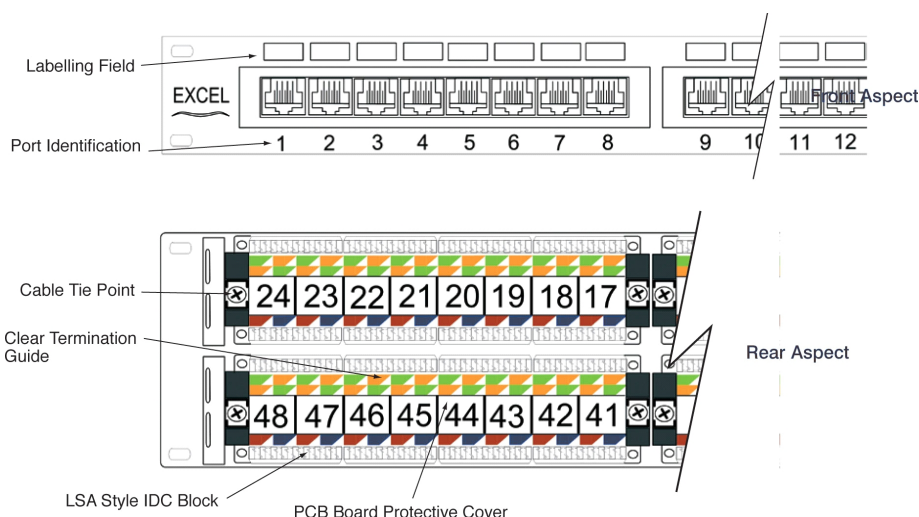 Labelling Field
EXCEL
Front Aspect
Port Identification
1 2 3 4 5 6 7 8 9 10 11 12
Cable Tie Point
24 23 22 21 20 19 18 17
Clear Termination
Guide
Rear Aspect
48 47 46 45 44 43 42 41
LSA Style IDC Block
PCB Board Protective Cover